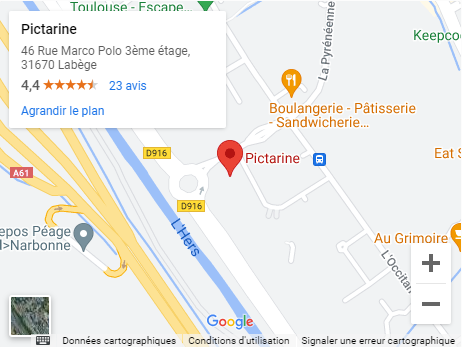 Toulouse - Escape...
Pictarine
46 Rue Marco Polo 3ème étage,
31670 Labège
4,4
23 avis
Agrandir le plan
La Pyrénéenne
Keepcoo
Boulangerie - Pâtisserie
- Sandwicherie...
D916
Pictarine
Eat S
A61
D916
L'Hers
epos Péage
d>Narbonne
Au Grimoire
L'Occitane
Google
Données cartographiques
Conditions d'utilisation
Signaler une erreur cartographique